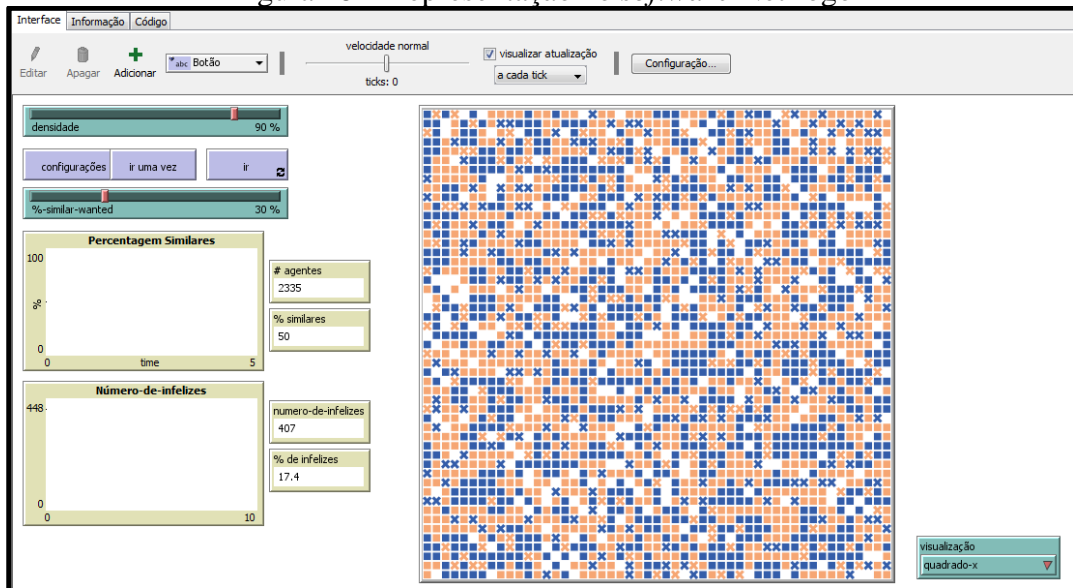 Interface Informação Código
Editar Apagar Adicionar abc Botão
velocidade normal
ticks: 0
visualizar atualização
a cada tick
Configuração...
densidade 90 %
configurações ir uma vez ir
%-similar-wanted 30 %
Percentagem Similares
100
%
0
0 time 5
# agentes
2335
% similares
50
Número-de-infelizes
448
0
0 10
numero-de-infelizes
407
% de infelizes
17.4
visualização
quadrado-x